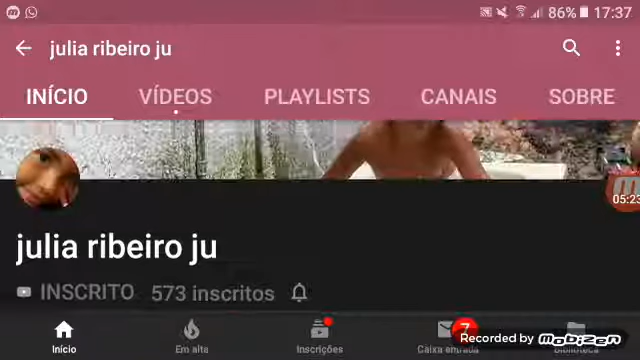 86% 17:37
julia ribeiro ju
INÍCIO VÍDEOS PLAYLISTS CANAIS SOBRE
05:23
julia ribeiro ju
INSCRITO 573 inscritos
7
Início Em alta Inscrições Caixa entrada Biblioteca
Recorded by MOBIZEN